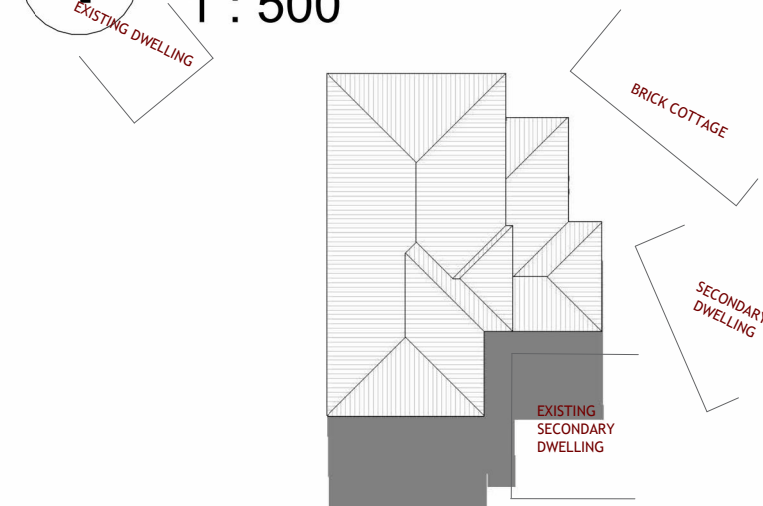 1 : 500
EXISTING DWELLING
BRICK COTTAGE
SECONDARY
DWELLING
EXISTING
SECONDARY
DWELLING